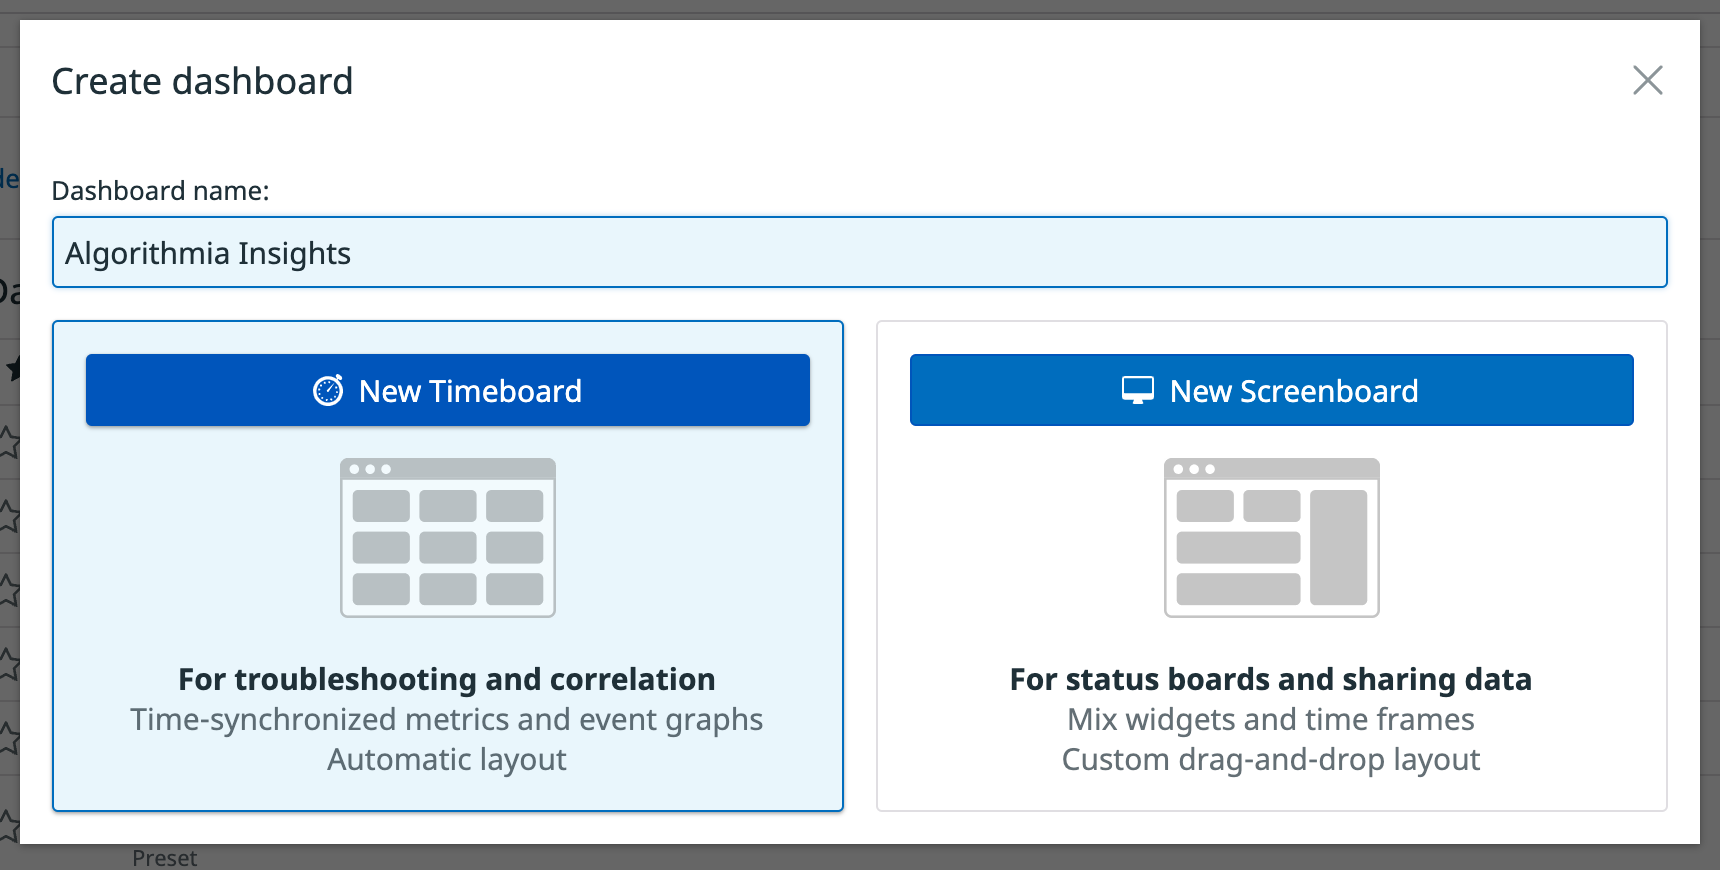 Create dashboard
Dashboard name:
Algorithmia Insights
New Timeboard
For troubleshooting and correlation
Time-synchronized metrics and event graphs
Automatic layout
New Screenboard
For status boards and sharing data
Mix widgets and time frames
Custom drag-and-drop layout
Preset